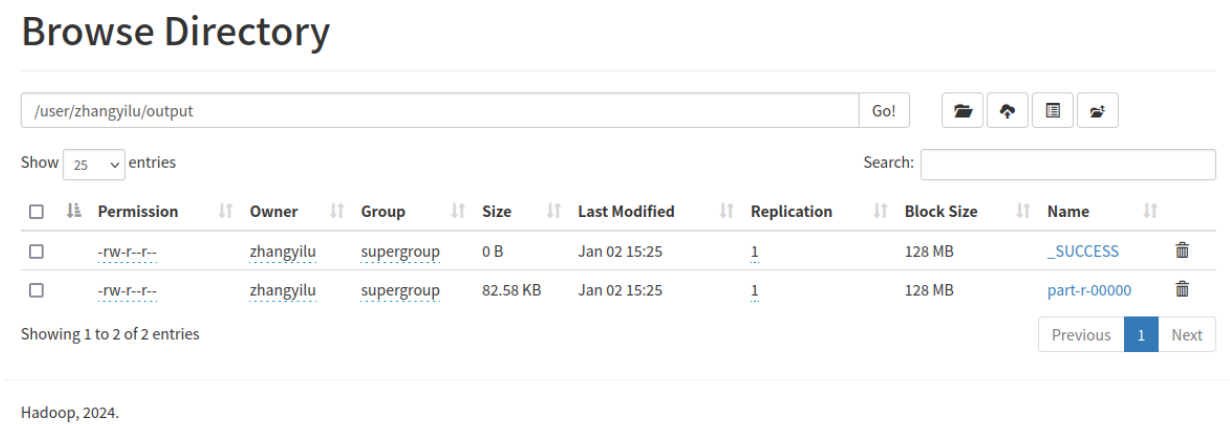 Browse Directory
/user/zhangyilu/output Go!
Show 25 entries Search:
Permission Owner Group Size Last Modified Replication Block Size Name
-rw-r--r-- zhangyilu supergroup 0 B Jan 02 15:25 1 128 MB _SUCCESS
-rw-r--r-- zhangyilu supergroup 82.58 KB Jan 02 15:25 1 128 MB part-r-00000
Showing 1 to 2 of 2 entries Previous 1 Next
Hadoop, 2024.